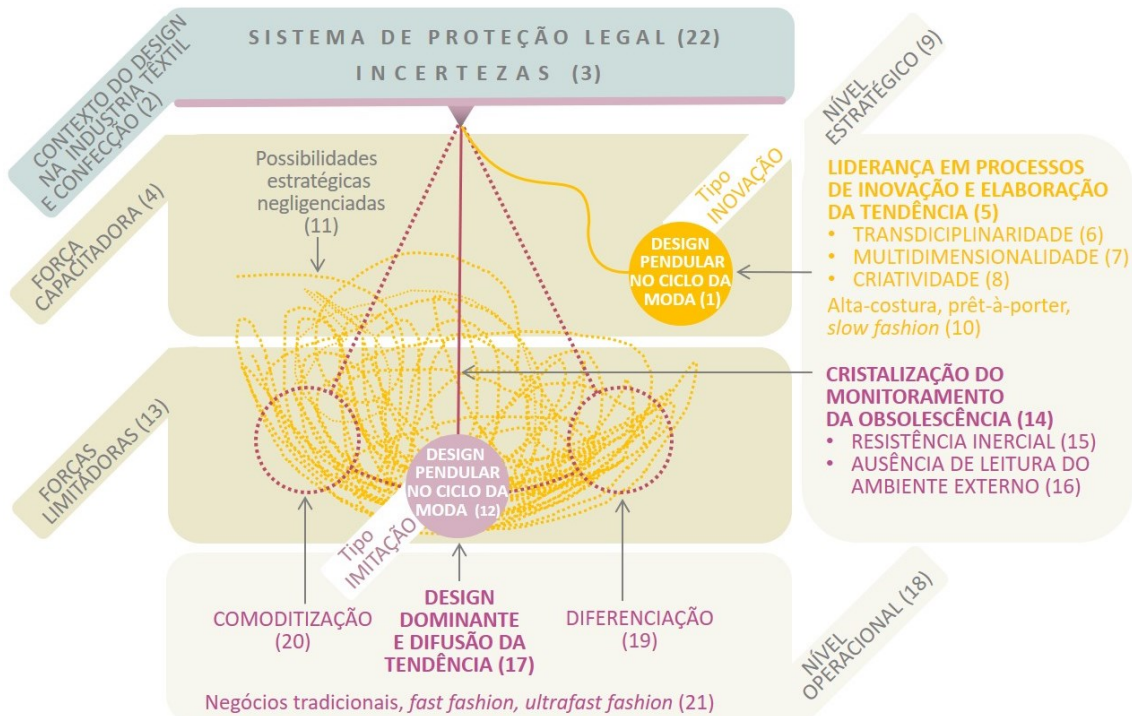 SISTEMA DE PROTEÇÃO LEGAL (22)
INCERTEZAS (3)
CONTEXTO DO DESIGN
NA INDUSTRIA TÊXTIL
E CONFECÇÃO (2)
FORÇA
CAPACITADORA (4)
Possibilidades
estratégicas
negligenciadas
(11)
Tipo
INOVAÇÃO
DESIGN
PENDULAR
NO CICLO DA
MODA (1)
NÍVEL
ESTRATÉGICO (9)
LIDERANÇA EM PROCESSOS
DE INOVAÇÃO E ELABORAÇÃO
DA TENDÊNCIA (5)
• TRANSDICIPLINARIDADE (6)
• MULTIDIMENSIONALIDADE (7)
• CRIATIVIDADE (8)
Alta-costura, prêt-à-porter,
slow fashion (10)
CRISTALIZAÇÃO DO
MONITORAMENTO
DA OBSOLESCÊNCIA (14)
• RESISTÊNCIA INERCIAL (15)
• AUSÊNCIA DE LEITURA DO
AMBIENTE EXTERNO (16)
FORÇAS
LIMITADORAS (13)
DESIGN
PENDULAR
NO CICLO DA
MODA (12)
Tipo
IMITAÇÃO
COMODITIZAÇÃO
(20)
DESIGN
DOMINANTE
E DIFUSÃO DA
TENDÊNCIA (17)
DIFERENCIAÇÃO
(19)
NÍVEL
OPERACIONAL (18)
Negócios tradicionais, fast fashion, ultrafast fashion (21)